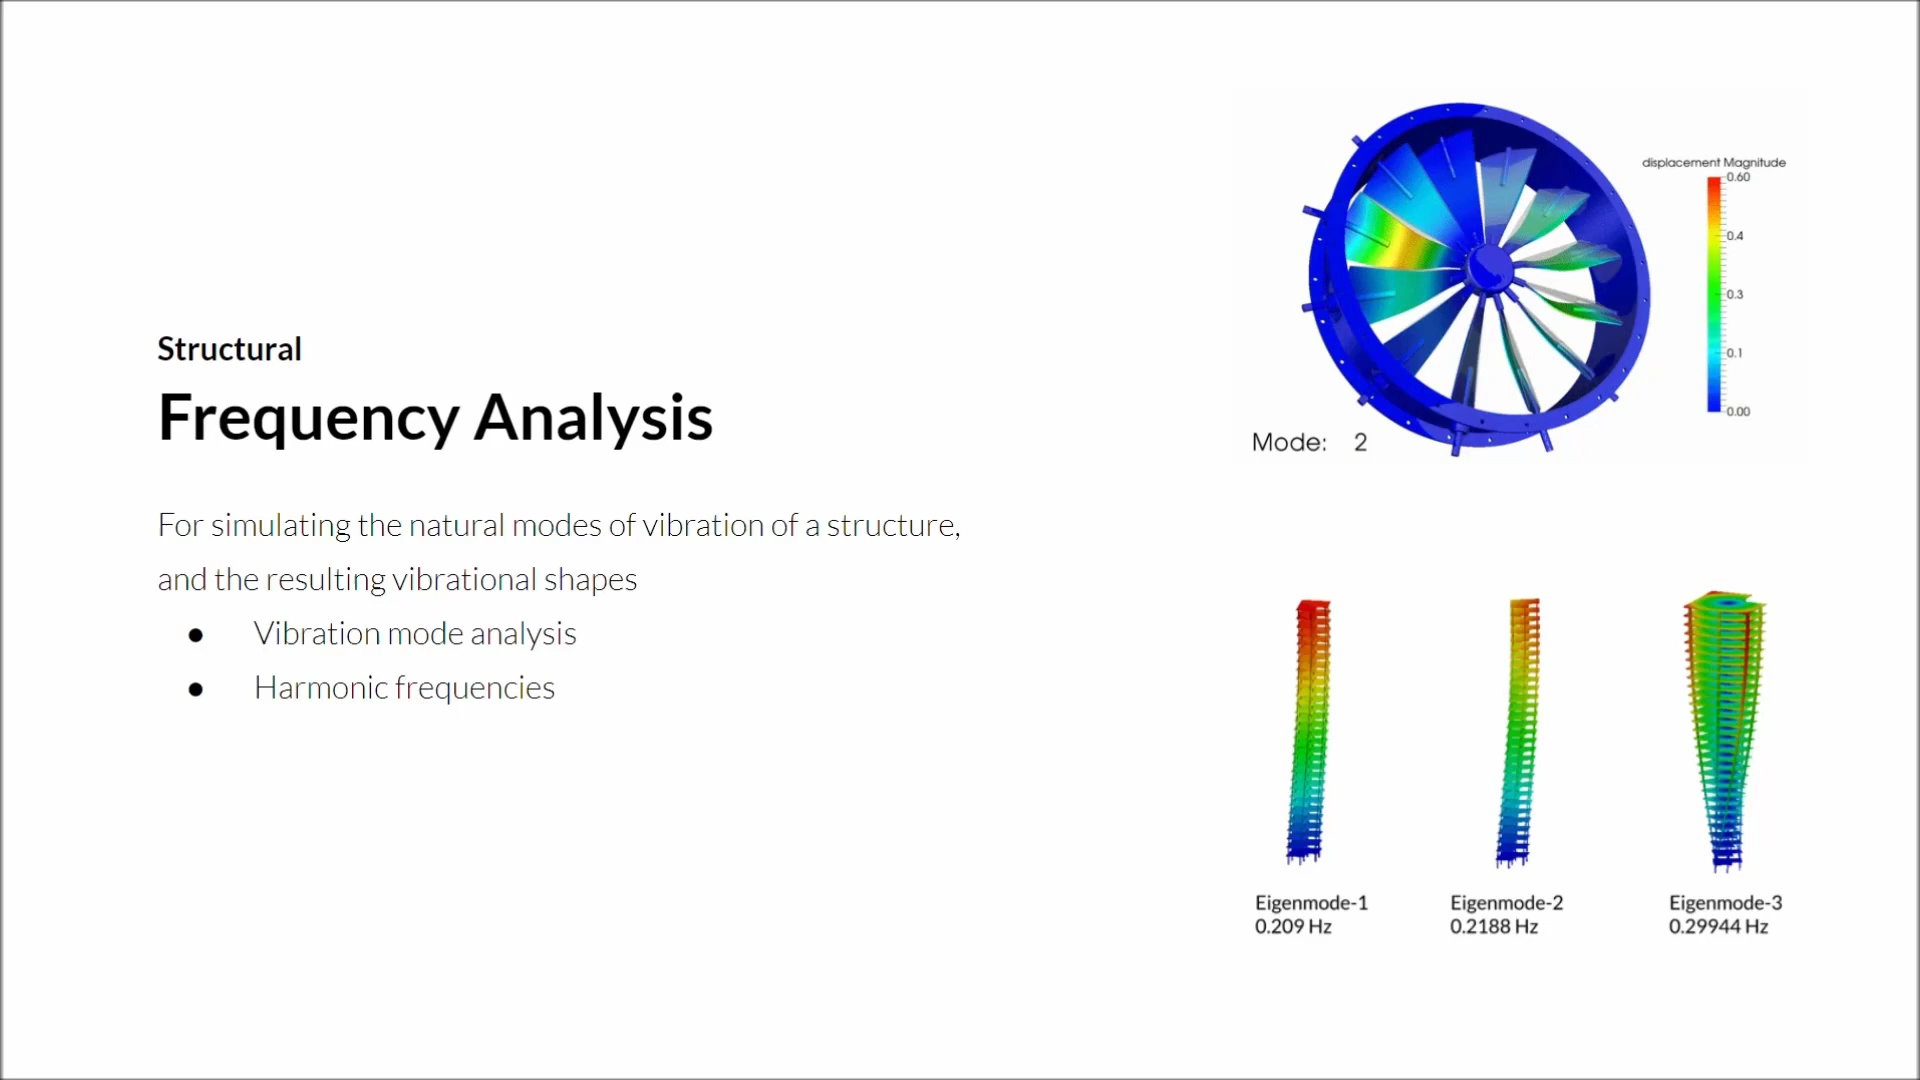 Structural
Frequency Analysis
For simulating the natural modes of vibration of a structure,
and the resulting vibrational shapes
● Vibration mode analysis
● Harmonic frequencies
displacement Magnitude
0.60
0.4
0.3
0.1
0.00
Mode: 2
Eigenmode-1
0.209 Hz
Eigenmode-2
0.2188 Hz
Eigenmode-3
0.29944 Hz